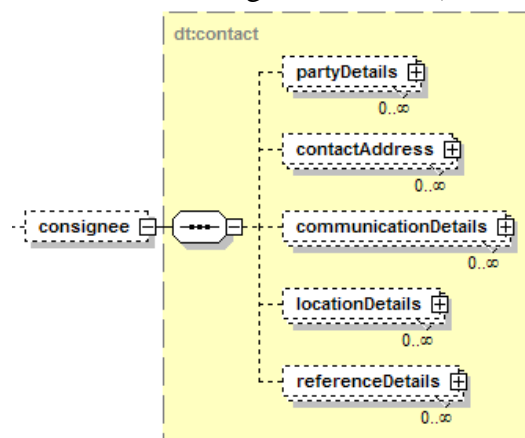 dt:contact
partyDetails
0..∞
contactAddress
0..∞
consignee
communicationDetails
0..∞
locationDetails
0..∞
referenceDetails
0..∞